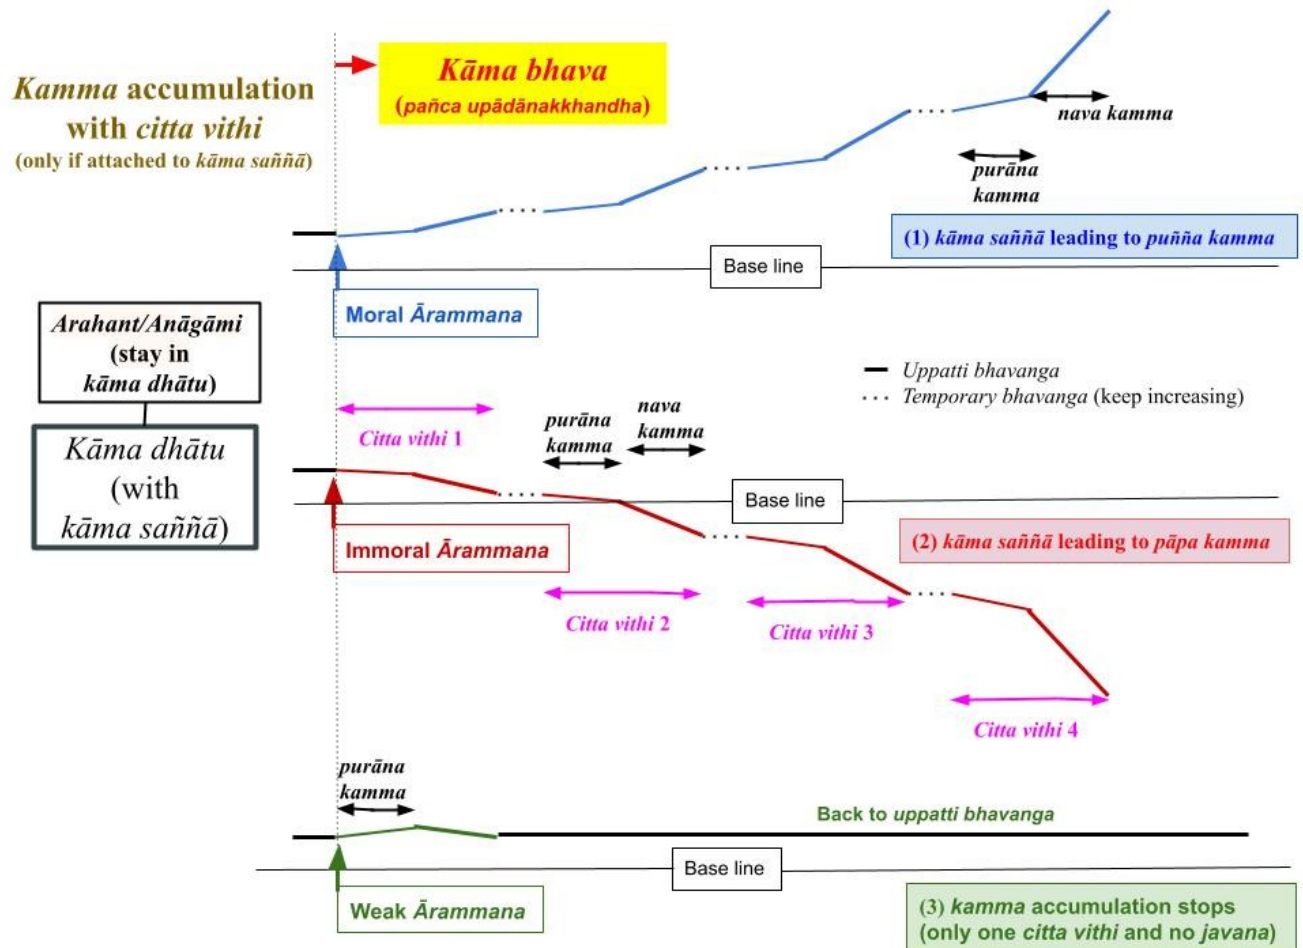 Kamma accumulation
with citta vithi
(only if attached to kāma saññā)
Kāma bhava
(pañca upādānakkhandha)
nava kamma
purāna
kamma
(1) kāma saññā leading to puñña kamma
Base line
Moral Ārammana
Arahant/Anāgāmi
(stay in
kāma dhātu)
Kāma dhātu
(with
kāma saññā)
Uppatti bhavanga
Temporary bhavanga (keep increasing)
Citta vithi 1
purāna
kamma
nava
kamma
Base line
Immoral Ārammana
(2) kāma saññā leading to pāpa kamma
Citta vithi 2
Citta vithi 3
Citta vithi 4
purāna
kamma
Back to uppatti bhavanga
Base line
Weak Ārammana
(3) kamma accumulation stops
(only one citta vithi and no javana)